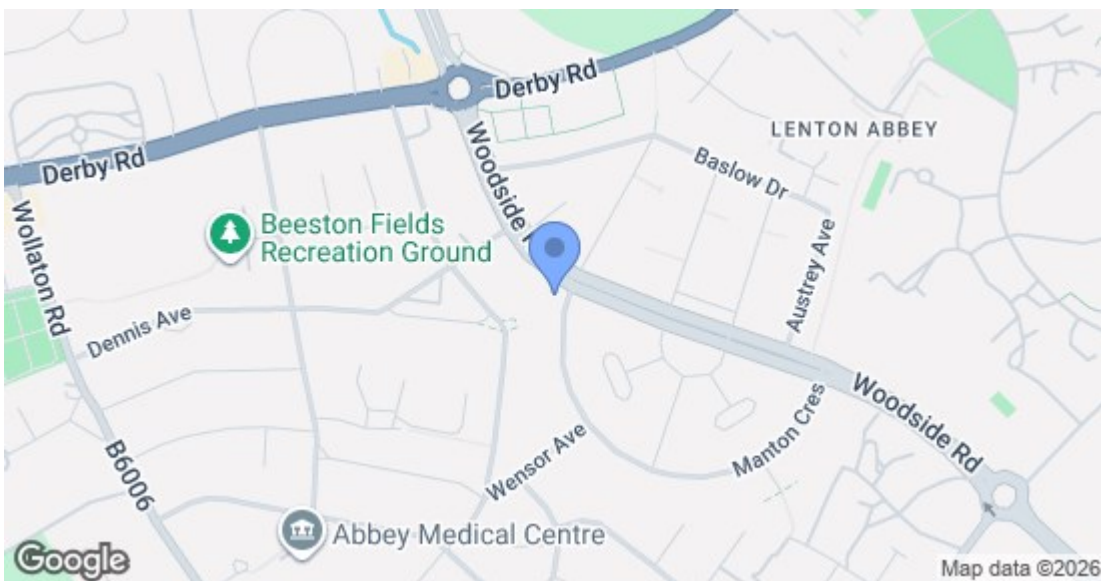 Derby Rd
Derby Rd
LENTON ABBEY
Woodside R
Baslow Dr
Wollaton Rd
Beeston Fields
Recreation Ground
Austrey Ave
Dennis Ave
Woodside Rd
Manton Cres
Wensor Ave
B6006
Abbey Medical Centre
Google
Map data ©2026